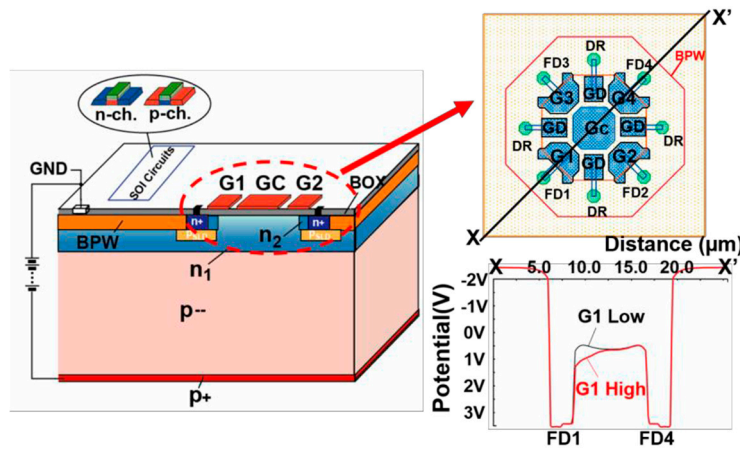 n-ch. p-ch.
GND
SOI Circuits
G1 GC G2
BOX
n+ n+
BPW
n2
n1
p--
p+
X'
DR
FD3 FD4
BPW
G3 GD G4
GD Gc GD
DR DR
G1 GD G2
FD1 FD2
DR
X
Distance (μm)
X 5.0 10.0 15.0 20.0 X'
Potential(V)
-2V
0V
1V
2V
3V
G1 Low
G1 High
FD1 FD4